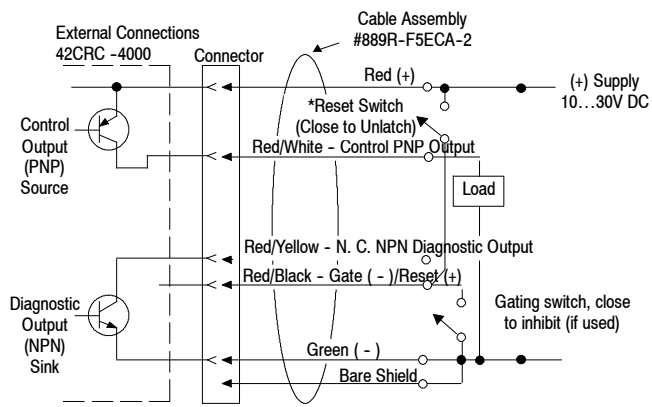 Cable Assembly
#889R-F5ECA-2
External Connections
42CRC -4000
Connector
Red (+)
(+) Supply
10…30V DC
*Reset Switch
(Close to Unlatch)
Control
Output
(PNP)
Source
Red/White - Control PNP Output
Load
Red/Yellow - N. C. NPN Diagnostic Output
Red/Black - Gate ( - )/Reset (+)
Diagnostic
Output
(NPN)
Sink
Gating switch, close
to inhibit (if used)
Green ( - )
Bare Shield